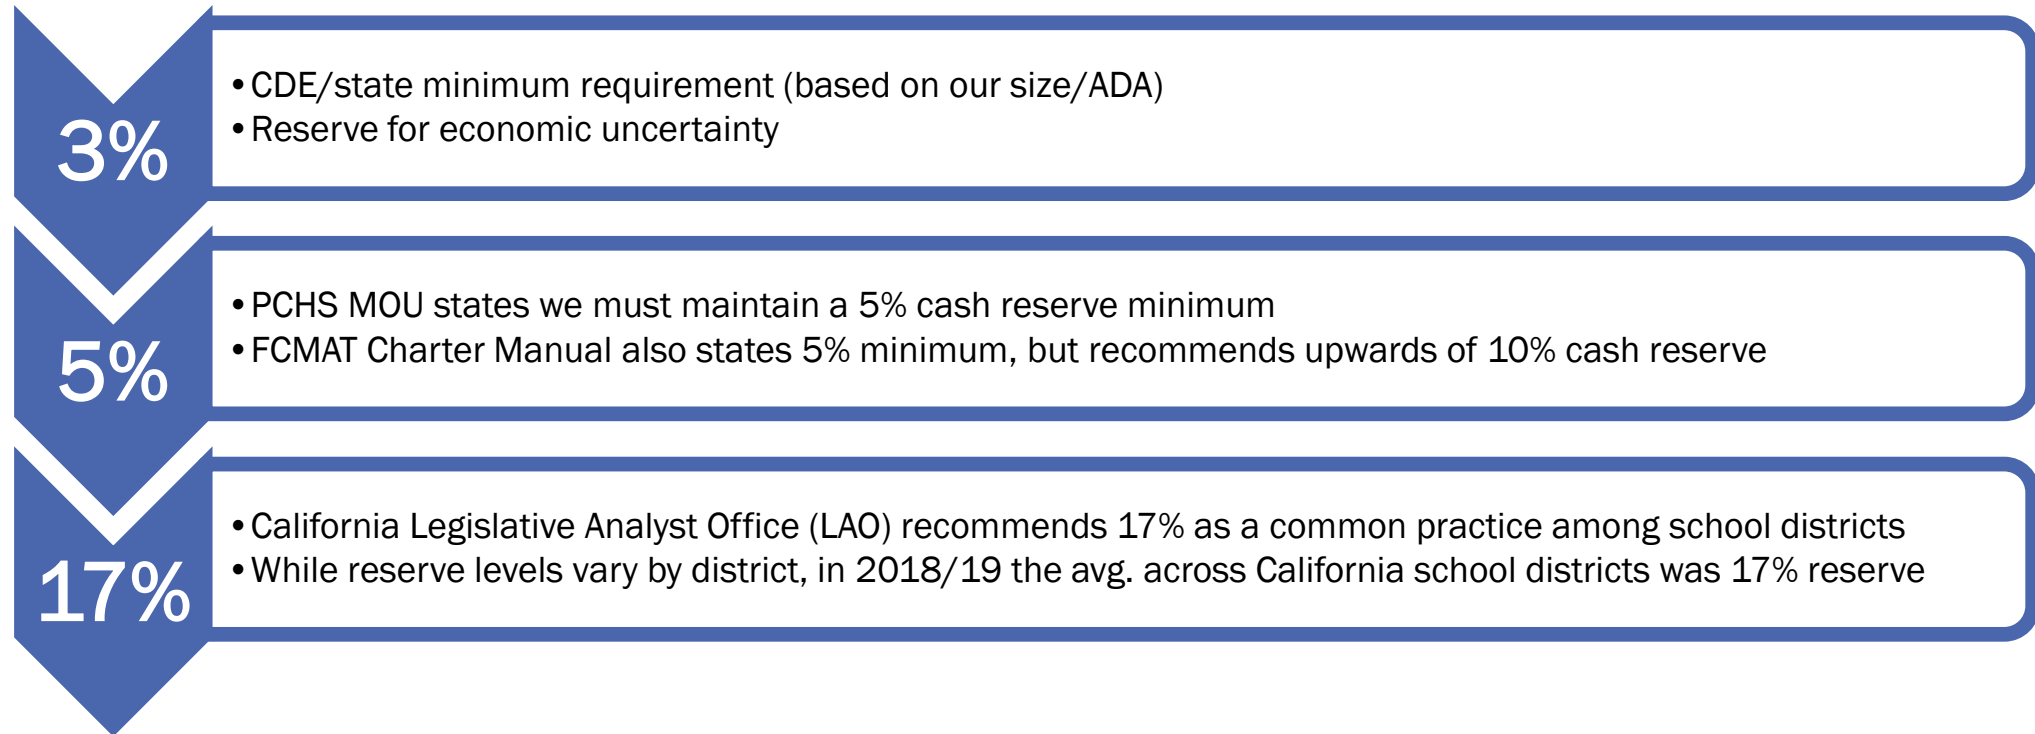 3%
•CDE/state minimum requirement (based on our size/ADA)
•Reserve for economic uncertainty
5%
•PCHS MOU states we must maintain a 5% cash reserve minimum
•FCMAT Charter Manual also states 5% minimum, but recommends upwards of 10% cash reserve
17%
•California Legislative Analyst Office (LAO) recommends 17% as a common practice among school districts
•While reserve levels vary by district, in 2018/19 the avg. across California school districts was 17% reserve